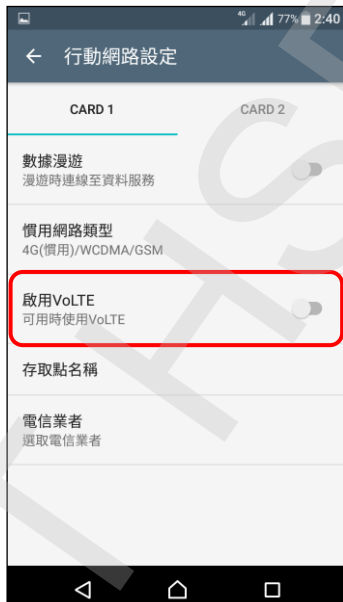 4G 77% 2:40
行動網路設定
CARD 1 CARD 2
數據漫遊
漫遊時連線至資料服務
慣用網路類型
4G(慣用)/WCDMA/GSM
啟用VoLTE
可用時使用VoLTE
存取點名稱
電信業者
選取電信業者